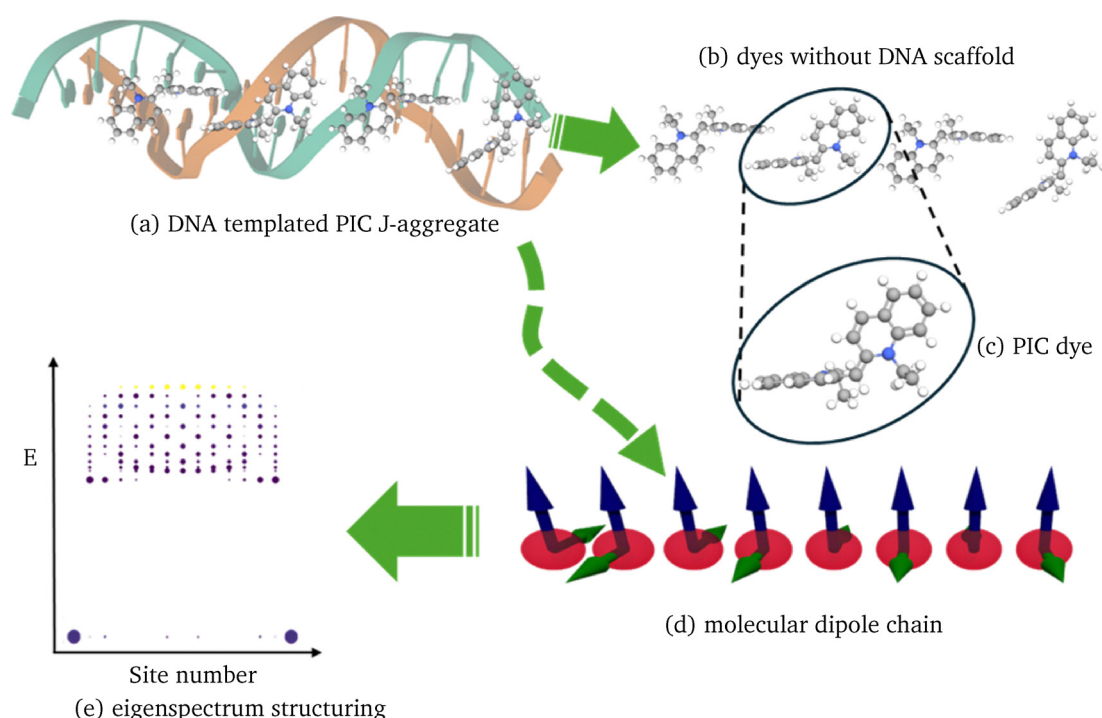 (b) dyes without DNA scaffold
(a) DNA templated PIC J-aggregate
(c) PIC dye
E
(d) molecular dipole chain
Site number
(e) eigenspectrum structuring